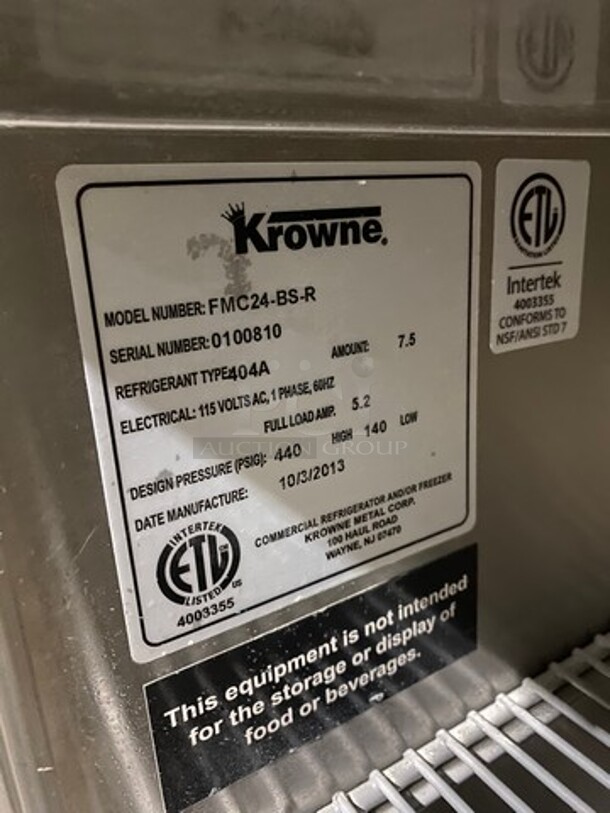 Krowne
MODEL NUMBER: FMC24-BS-R
SERIAL NUMBER: 0100810
REFRIGERANT TYPE: 404A AMOUNT: 7.5
ELECTRICAL: 115 VOLTS AC, 1 PHASE, 60HZ
FULL LOAD AMP. 5.2
DESIGN PRESSURE (PSIG): 440 HIGH 140 LOW
DATE MANUFACTURE: 10/3/2013
INTERTEK
ETL
LISTED US
4003355
COMMERCIAL REFRIGERATOR AND/OR FREEZER
KROWNE METAL CORP.
100 HAUL ROAD
WAYNE, NJ 07470
ETL
Intertek
4003355
CONFORMS TO
NSF/ANSI STD 7
AUCTION GROUP
This equipment is not intended
for the storage or display of
food or beverages.